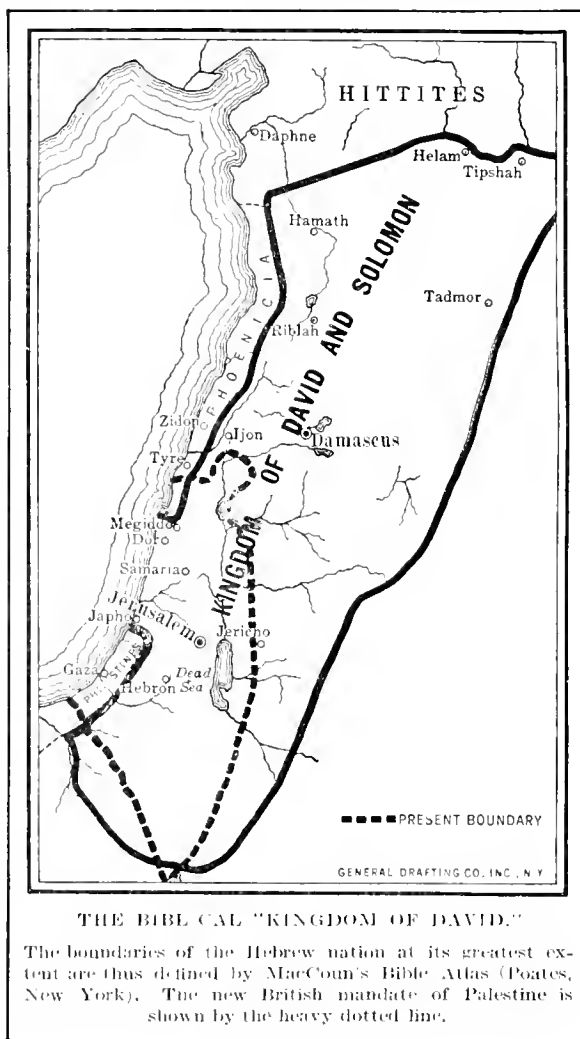 HITTITES
Daphne
Helam
Tipshah
Hamath
PHOENICIA
KINGDOM OF DAVID AND SOLOMON
Tadmor
Riblah
Zidon
Ijon
Damascus
Tyre
Megiddo
Dor
Samaria
Jerusalem
Japho
Jericho
Gaza
PHILISTINES
Hebron
Dead
Sea
PRESENT BOUNDARY
GENERAL DRAFTING CO. INC., N.Y.
THE BIBL CAL "KINGDOM OF DAVID."
The boundaries of the Hebrew nation at its greatest ex-
tent are thus defined by MacCoun's Bible Atlas (Poates,
New York). The new British mandate of Palestine is
shown by the heavy dotted line.